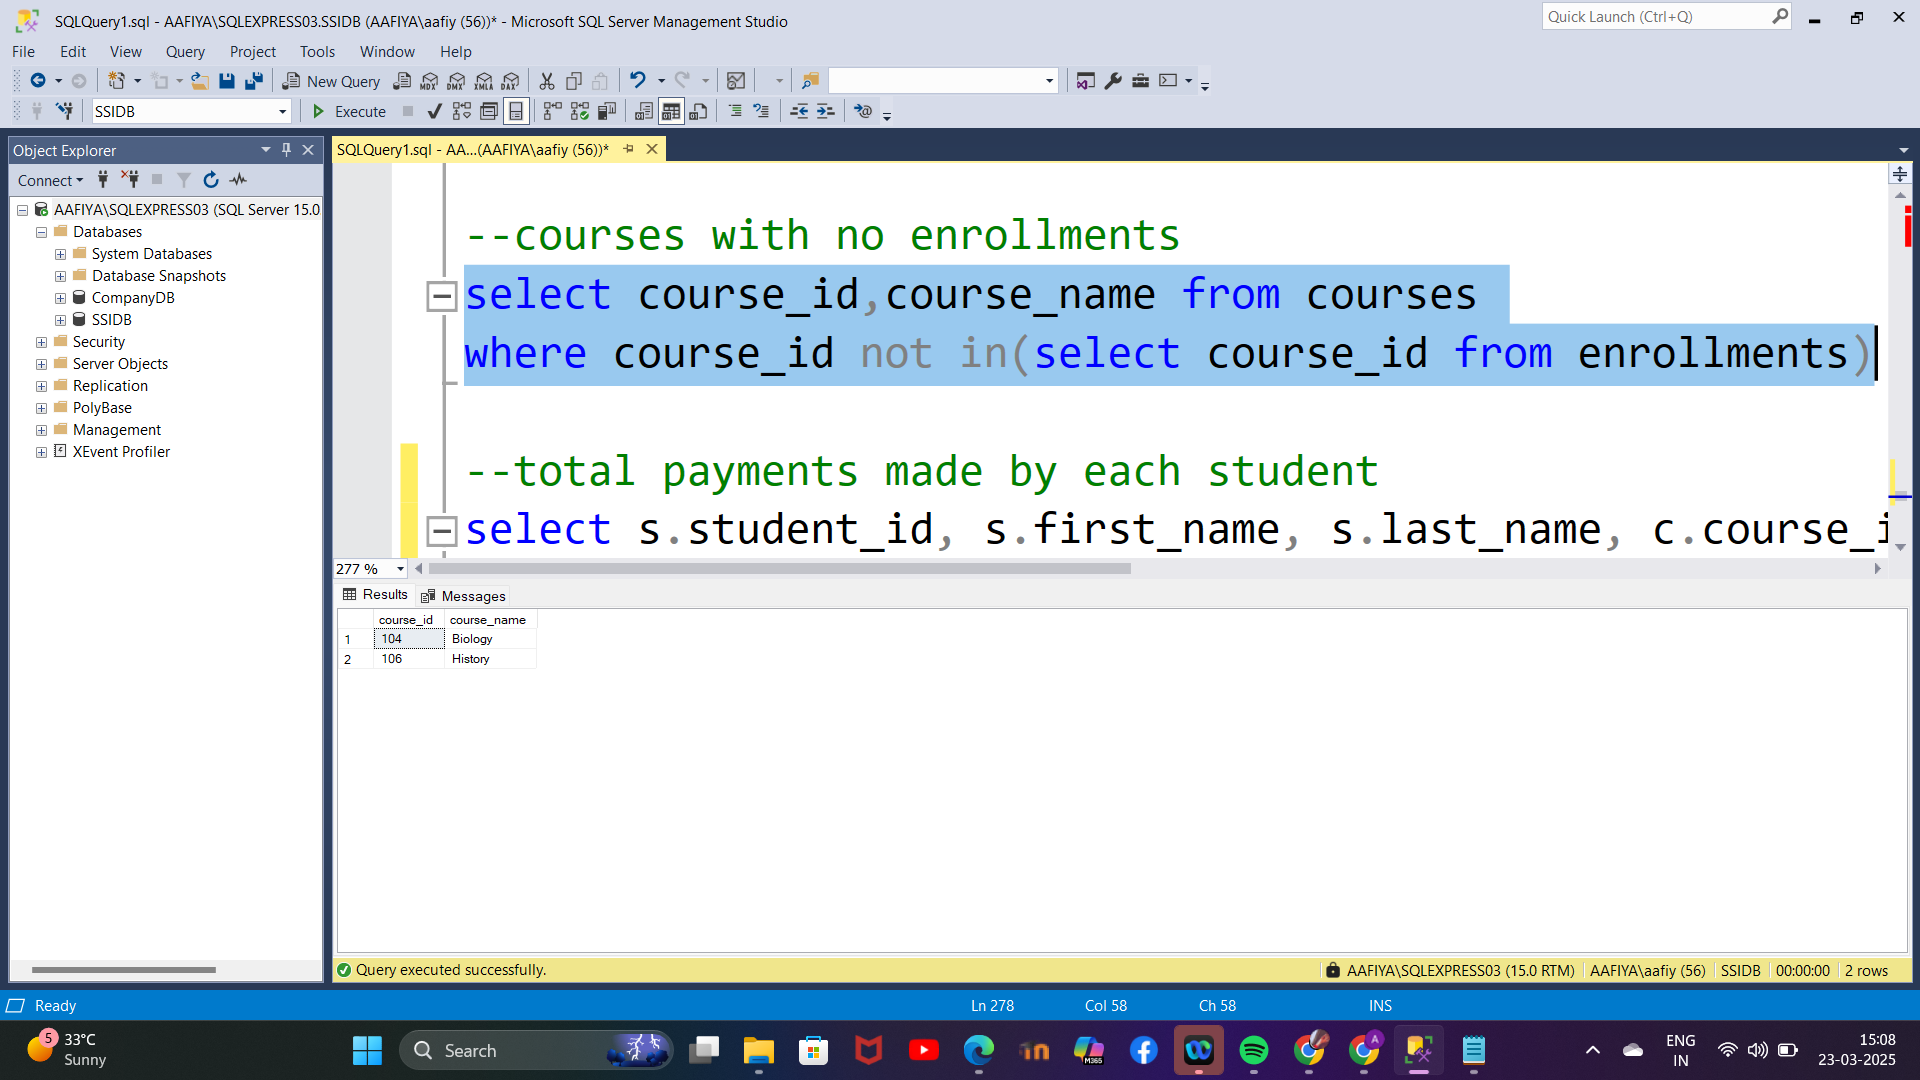 SQLQuery1.sql - AAFIYA\SQLEXPRESS03.SSIDB (AAFIYA\aafiy (56))* - Microsoft SQL Server Management Studio
Quick Launch (Ctrl+Q)
File Edit View Query Project Tools Window Help
New Query
MDX DMX XMLA DAX
SSIDB
Execute
Object Explorer
SQLQuery1.sql - AA...(AAFIYA\aafiy (56))*
Connect
AAFIYA\SQLEXPRESS03 (SQL Server 15.0
Databases
System Databases
Database Snapshots
CompanyDB
SSIDB
Security
Server Objects
Replication
PolyBase
Management
XEvent Profiler
--courses with no enrollments
select course_id,course_name from courses
where course_id not in(select course_id from enrollments)
--total payments made by each student
select s.student_id, s.first_name, s.last_name, c.course_i
277 %
Results Messages
course_id course_name
1 104 Biology
2 106 History
Query executed successfully.
AAFIYA\SQLEXPRESS03 (15.0 RTM) AAFIYA\aafiy (56) SSIDB 00:00:00 2 rows
Ready
Ln 278 Col 58 Ch 58 INS
5
33°C
Sunny
Search
in
M365
A
ENG
IN
15:08
23-03-2025